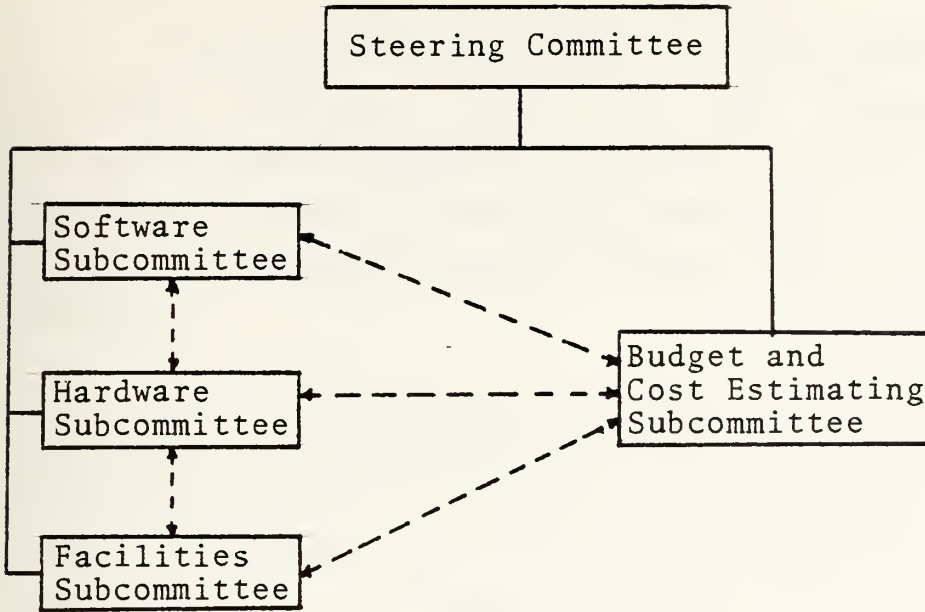 Steering Committee
Software
Subcommittee
Hardware
Subcommittee
Facilities
Subcommittee
Budget and
Cost Estimating
Subcommittee